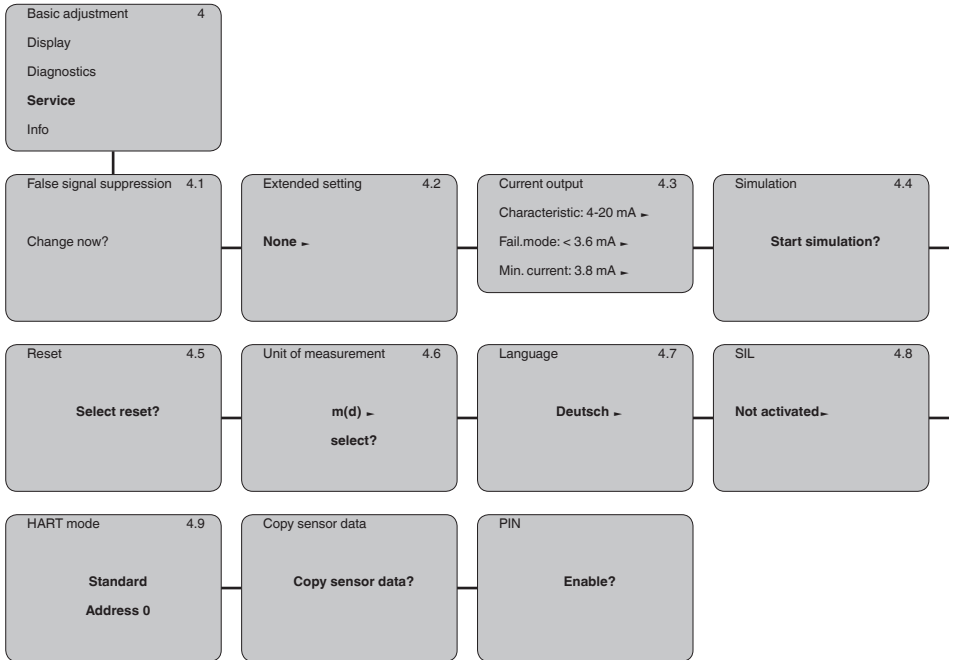 Basic adjustment 4
Display
Diagnostics
Service
Info
False signal suppression 4.1
Change now?
Extended setting 4.2
None ►
Current output 4.3
Characteristic: 4-20 mA ►
Fail.mode: < 3.6 mA ►
Min. current: 3.8 mA ►
Simulation 4.4
Start simulation?
Reset 4.5
Select reset?
Unit of measurement 4.6
m(d) ►
select?
Language 4.7
Deutsch ►
SIL 4.8
Not activated ►
HART mode 4.9
Standard
Address 0
Copy sensor data
Copy sensor data?
PIN
Enable?